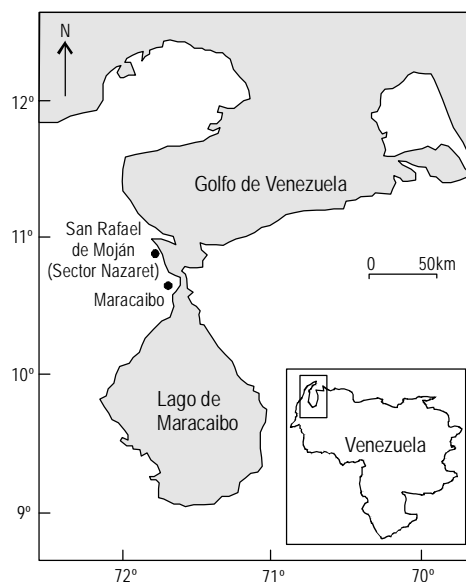 N
12º
Golfo de Venezuela
San Rafael
de Moján
(Sector Nazaret)
11º
0 50km
Maracaibo
10º
Lago de
Maracaibo
Venezuela
9º
72º 71º 70º